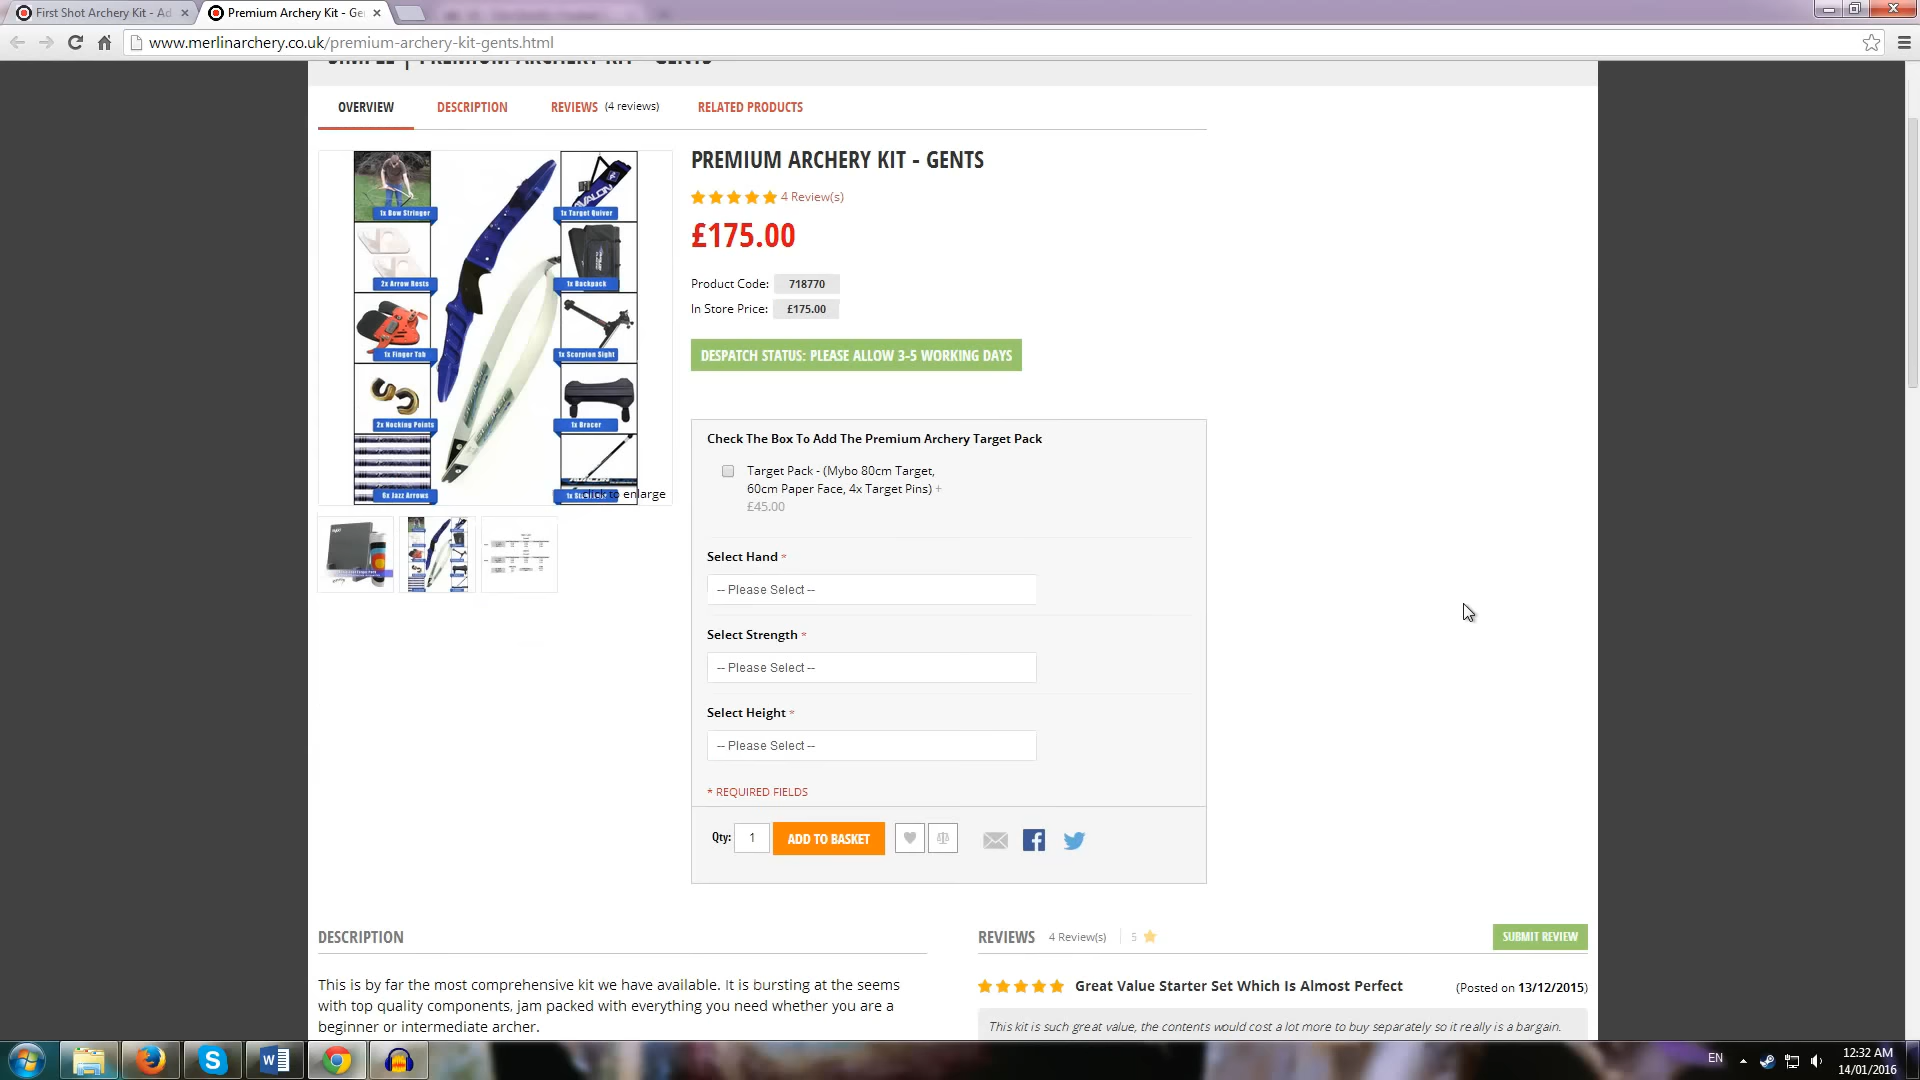 First Shot Archery Kit - Ad
Premium Archery Kit - Ge
www.merlinarchery.co.uk/premium-archery-kit-gents.html
SIMPLE | PREMIUM ARCHERY KIT - GENTS
OVERVIEW
DESCRIPTION
REVIEWS (4 reviews)
RELATED PRODUCTS
1x Bow Stringer
1x Target Quiver
AVALON
2x Arrow Rests
1x Backpack
1x Finger Tab
1x Scorpion Sight
2x Nocking Points
1x Bracer
6x Jazz Arrows
Click to enlarge
PREMIUM ARCHERY KIT - GENTS
4 Review(s)
£175.00
Product Code: 718770
In Store Price: £175.00
DESPATCH STATUS: PLEASE ALLOW 3-5 WORKING DAYS
Check The Box To Add The Premium Archery Target Pack
Target Pack - (Mybo 80cm Target,
60cm Paper Face, 4x Target Pins) +
£45.00
Select Hand *
-- Please Select --
Select Strength *
-- Please Select --
Select Height *
-- Please Select --
* REQUIRED FIELDS
Qty: 1 ADD TO BASKET
DESCRIPTION
This is by far the most comprehensive kit we have available. It is bursting at the seems
with top quality components, jam packed with everything you need whether you are a
beginner or intermediate archer.
REVIEWS 4 Review(s) 5
SUBMIT REVIEW
Great Value Starter Set Which Is Almost Perfect (Posted on 13/12/2015)
This kit is such great value, the contents would cost a lot more to buy separately so it really is a bargain.
EN
12:32 AM
14/01/2016